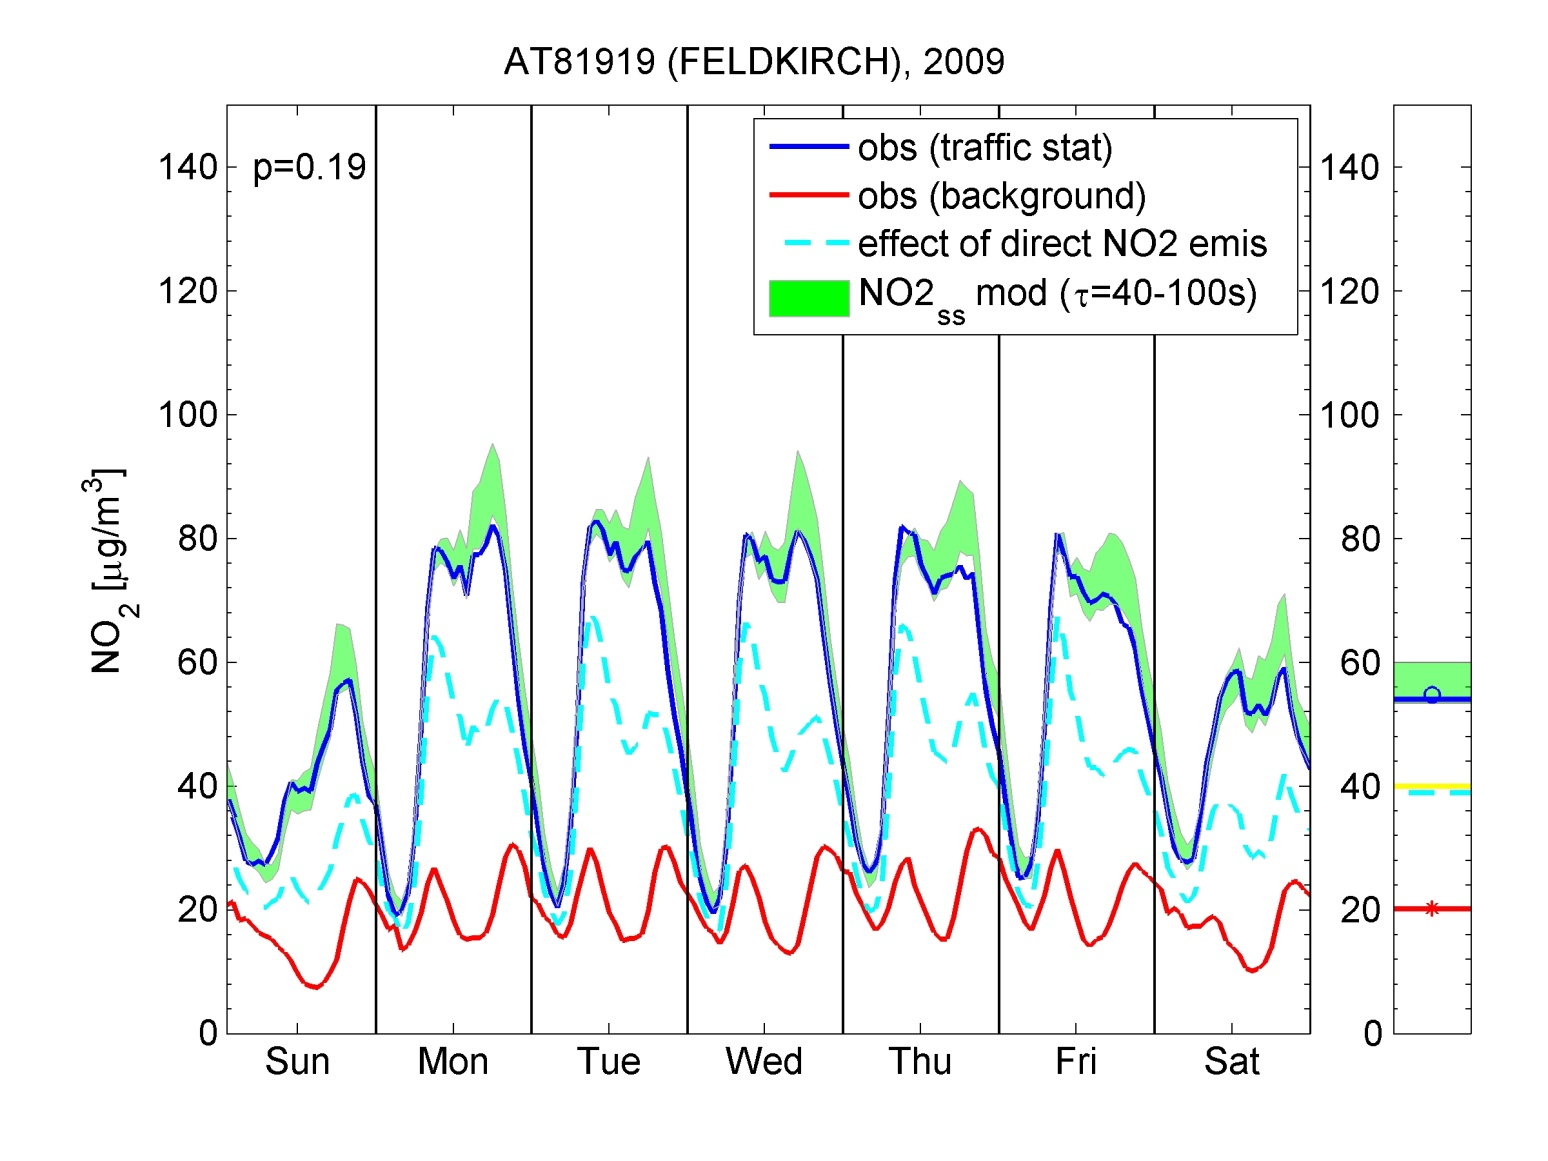 AT81919 (FELDKIRCH), 2009
p=0.19
obs (traffic stat)
obs (background)
effect of direct NO2 emis
NO2ss mod (τ=40-100s)
NO2 [μg/m3]
140
120
100
80
60
40
20
0
140
120
100
80
60
40
20
0
Sun Mon Tue Wed Thu Fri Sat